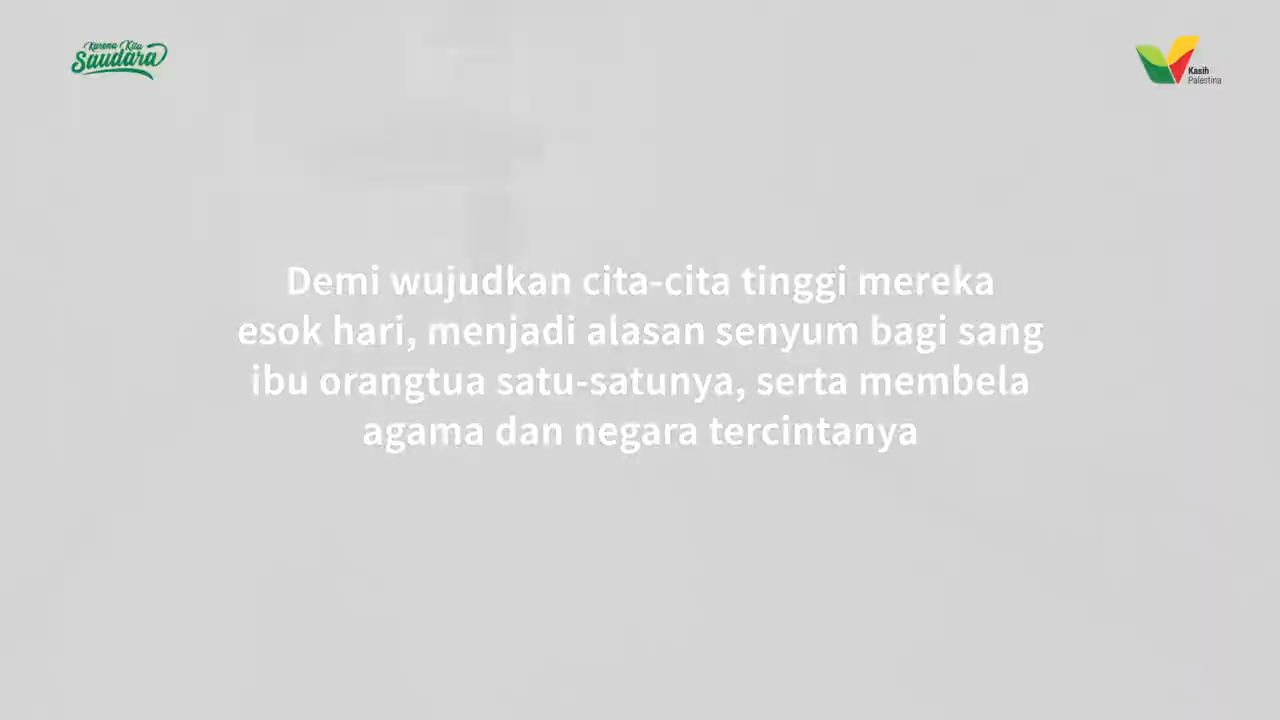 Karena Kita
Saudara
Kasih
Palestina
Demi wujudkan cita-cita tinggi mereka
esok hari, menjadi alasan senyum bagi sang
ibu orangtua satu-satunya, serta membela
agama dan negara tercintanya